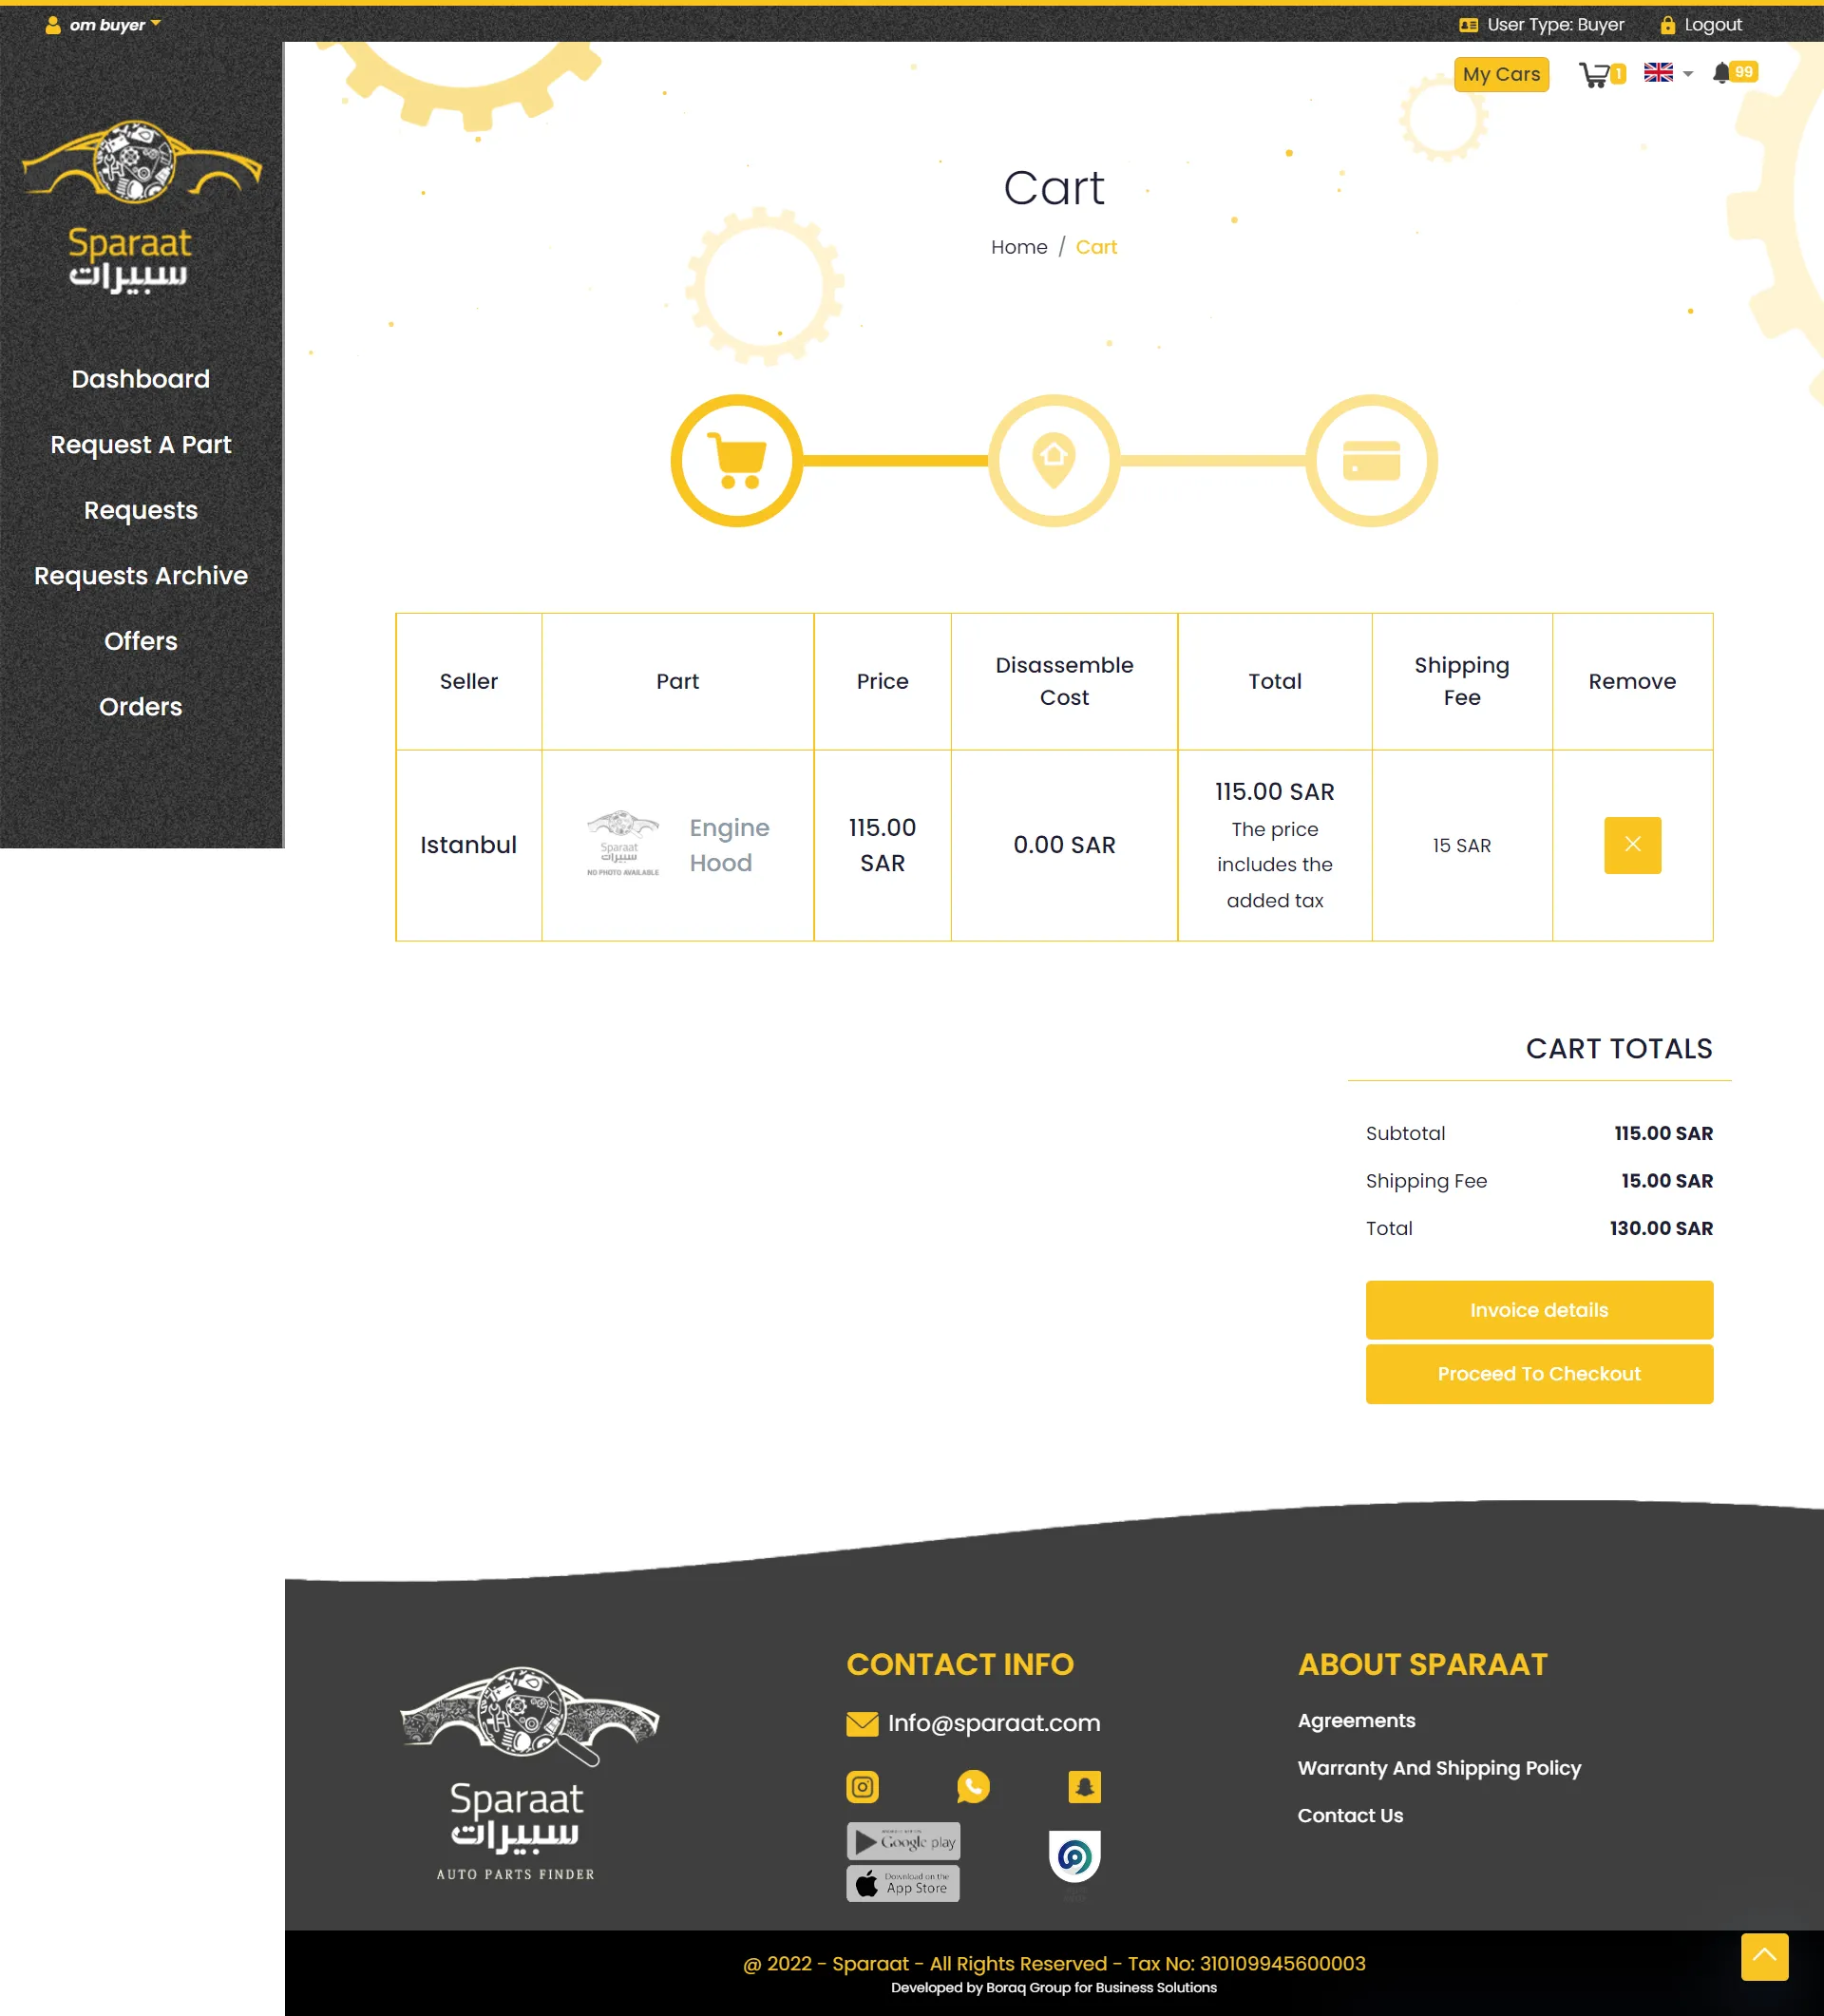 om buyer
User Type: Buyer
Logout
My Cars
1
99
Sparaat
سبيرات
Dashboard
Request A Part
Requests
Requests Archive
Offers
Orders
Cart
Home / Cart
Seller
Part
Price
Disassemble
Cost
Total
Shipping
Fee
Remove
Istanbul
Sparaat
سبيرات
NO PHOTO AVAILABLE
Engine
Hood
115.00
SAR
0.00 SAR
115.00 SAR
The price
includes the
added tax
15 SAR
CART TOTALS
Subtotal 115.00 SAR
Shipping Fee 15.00 SAR
Total 130.00 SAR
Invoice details
Proceed To Checkout
Sparaat
سبيرات
AUTO PARTS FINDER
CONTACT INFO
Info@sparaat.com
Google play
Download on the
App Store
ABOUT SPARAAT
Agreements
Warranty And Shipping Policy
Contact Us
@ 2022 - Sparaat - All Rights Reserved - Tax No: 310109945600003
Developed by Boraq Group for Business Solutions